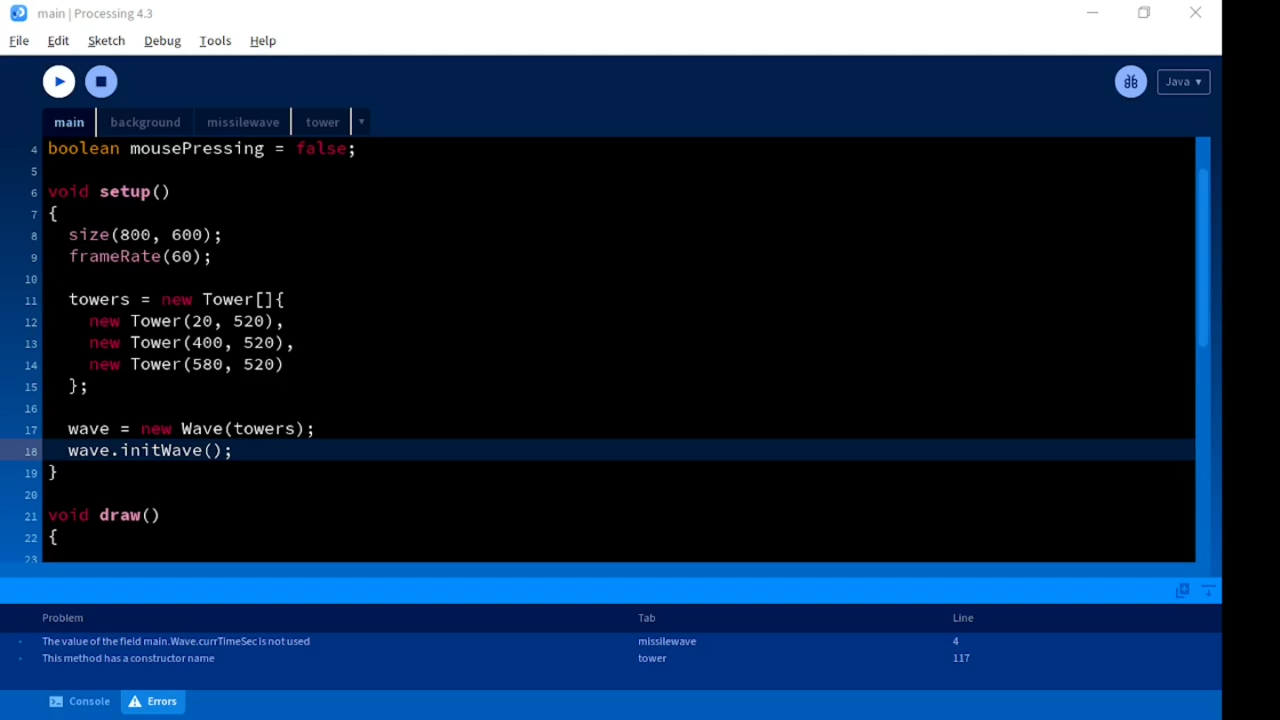 main | Processing 4.3
File Edit Sketch Debug Tools Help
Java ▾
main background missilewave tower ▾
4 boolean mousePressing = false;
5
6 void setup()
7 {
8 size(800, 600);
9 frameRate(60);
10
11 towers = new Tower[]{
12 new Tower(20, 520),
13 new Tower(400, 520),
14 new Tower(580, 520)
15 };
16
17 wave = new Wave(towers);
18 wave.initWave();
19 }
20
21 void draw()
22 {
23
Problem Tab Line
The value of the field main.Wave.currTimeSec is not used missilewave 4
This method has a constructor name tower 117
Console Errors